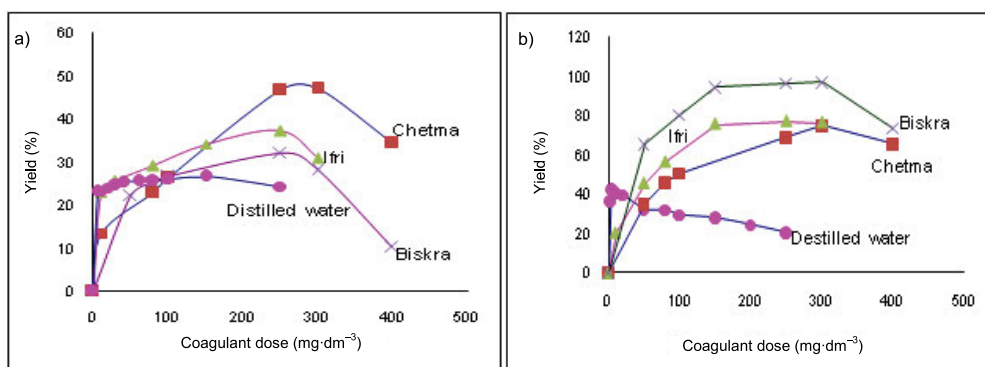 a)
60
50
40
30
20
10
0
Yield (%)
Chetma
Ifri
Distilled water
Biskra
0 100 200 300 400 500
Coagulant dose (mg·dm⁻³)
b)
120
100
80
60
40
20
0
Yield (%)
Biskra
Ifri
Chetma
Destilled water
0 100 200 300 400 500
Coagulant dose (mg·dm⁻³)